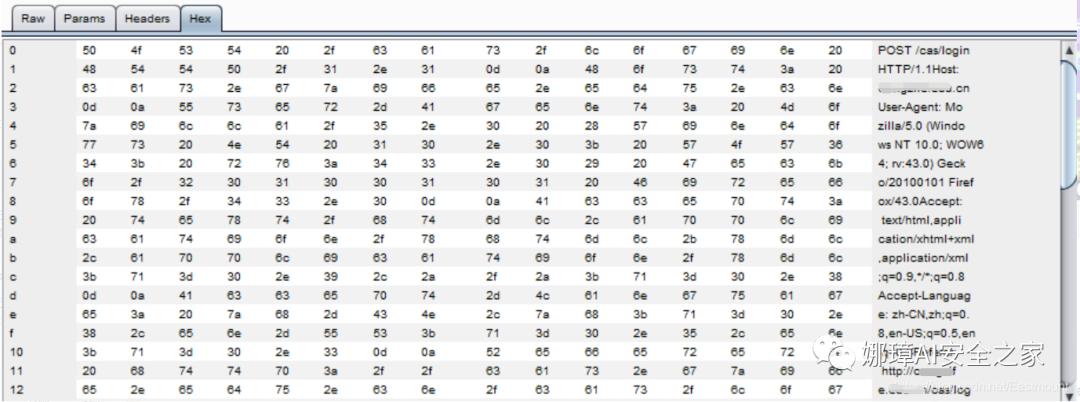 Raw Params Headers Hex
0 50 4f 53 54 20 2f 63 61 73 2f 6c 6f 67 69 6e 20 POST /cas/login
1 48 54 54 50 2f 31 2e 31 0d 0a 48 6f 73 74 3a 20 HTTP/1.1Host:
2 63 61 73 2e 67 7a 69 66 65 2e 65 64 75 2e 63 6e .cn
3 0d 0a 55 73 65 72 2d 41 67 65 6e 74 3a 20 4d 6f User-Agent: Mo
4 7a 69 6c 6c 61 2f 35 2e 30 20 28 57 69 6e 64 6f zilla/5.0 (Windo
5 77 73 20 4e 54 20 31 30 2e 30 3b 20 57 4f 57 36 ws NT 10.0; WOW6
6 34 3b 20 72 76 3a 34 33 2e 30 29 20 47 65 63 6b 4; rv:43.0) Geck
7 6f 2f 32 30 31 30 30 31 30 31 20 46 69 72 65 66 o/20100101 Firef
8 6f 78 2f 34 33 2e 30 0d 0a 41 63 63 65 70 74 3a ox/43.0Accept:
9 20 74 65 78 74 2f 68 74 6d 6c 2c 61 70 70 6c 69 text/html,appli
a 63 61 74 69 6f 6e 2f 78 68 74 6d 6c 2b 78 6d 6c cation/xhtml+xml
b 2c 61 70 70 6c 69 63 61 74 69 6f 6e 2f 78 6d 6c ,application/xml
c 3b 71 3d 30 2e 39 2c 2a 2f 2a 3b 71 3d 30 2e 38 ;q=0.9,*/*;q=0.8
d 0d 0a 41 63 63 65 70 74 2d 4c 61 6e 67 75 61 67 Accept-Languag
e 65 3a 20 7a 68 2d 43 4e 2c 7a 68 3b 71 3d 30 2e e: zh-CN,zh;q=0.
f 38 2c 65 6e 2d 55 53 3b 71 3d 30 2e 35 2c 65 6e 8,en-US;q=0.5,en
10 3b 71 3d 30 2e 33 0d 0a 52 65 66 65 72 65 72
娜璋AI安全之家
11 20 68 74 74 70 3a 2f 2f 63 61 73 2e 67 7a 69 66 http://
12 65 2e 65 64 75 2e 63 6e 2f 63 61 73 2f 6c 6f 67 /cas/log